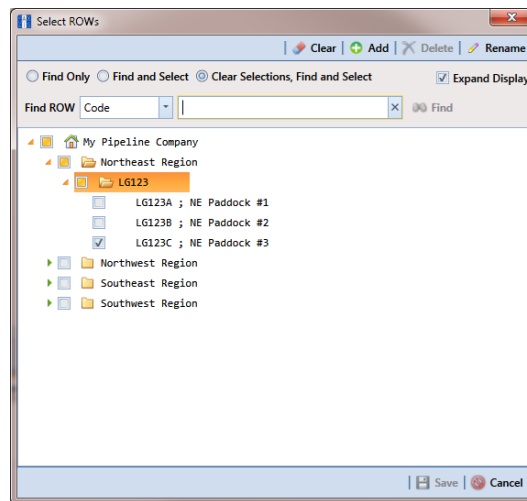 Select ROWs
Clear Add Delete Rename
Find Only Find and Select Clear Selections, Find and Select Expand Display
Find ROW Code Find
My Pipeline Company
Northeast Region
LG123
LG123A ; NE Paddock #1
LG123B ; NE Paddock #2
LG123C ; NE Paddock #3
Northwest Region
Southeast Region
Southwest Region
Save Cancel